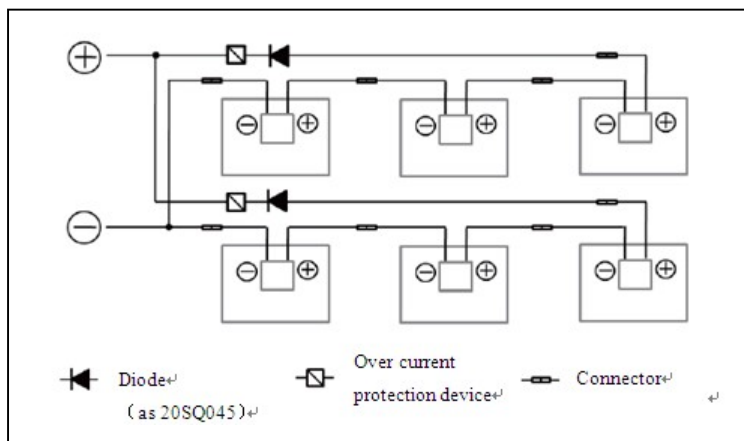 Diode↵
（as 20SQ045)↵
Over current
protection device↵
Connector↵
↵